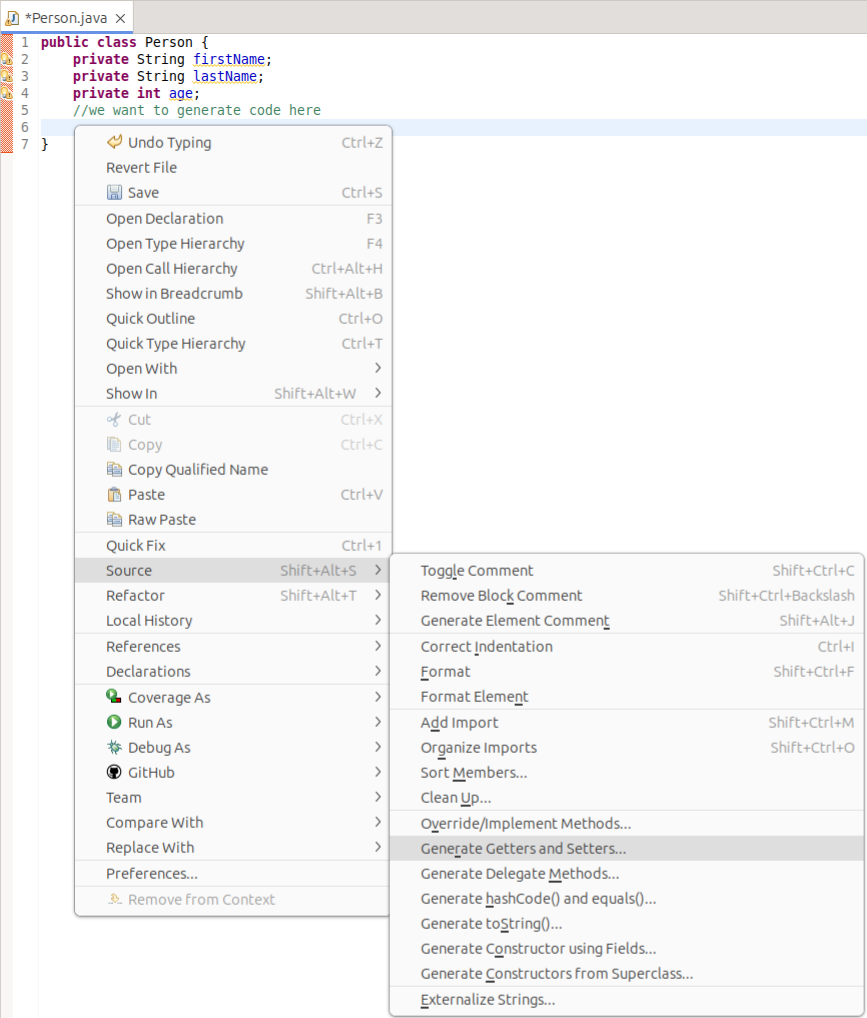 *Person.java
1 public class Person {
2 private String firstName;
3 private String lastName;
4 private int age;
5 //we want to generate code here
6
7 }
Undo Typing Ctrl+Z
Revert File
Save Ctrl+S
Open Declaration F3
Open Type Hierarchy F4
Open Call Hierarchy Ctrl+Alt+H
Show in Breadcrumb Shift+Alt+B
Quick Outline Ctrl+O
Quick Type Hierarchy Ctrl+T
Open With
Show In Shift+Alt+W
Cut Ctrl+X
Copy Ctrl+C
Copy Qualified Name
Paste Ctrl+V
Raw Paste
Quick Fix Ctrl+1
Source Shift+Alt+S
Refactor Shift+Alt+T
Local History
References
Declarations
Coverage As
Run As
Debug As
GitHub
Team
Compare With
Replace With
Preferences...
Remove from Context
Toggle Comment Shift+Ctrl+C
Remove Block Comment Shift+Ctrl+Backslash
Generate Element Comment Shift+Alt+J
Correct Indentation Ctrl+I
Format Shift+Ctrl+F
Format Element
Add Import Shift+Ctrl+M
Organize Imports Shift+Ctrl+O
Sort Members...
Clean Up...
Override/Implement Methods...
Generate Getters and Setters...
Generate Delegate Methods...
Generate hashCode() and equals()...
Generate toString()...
Generate Constructor using Fields...
Generate Constructors from Superclass...
Externalize Strings...